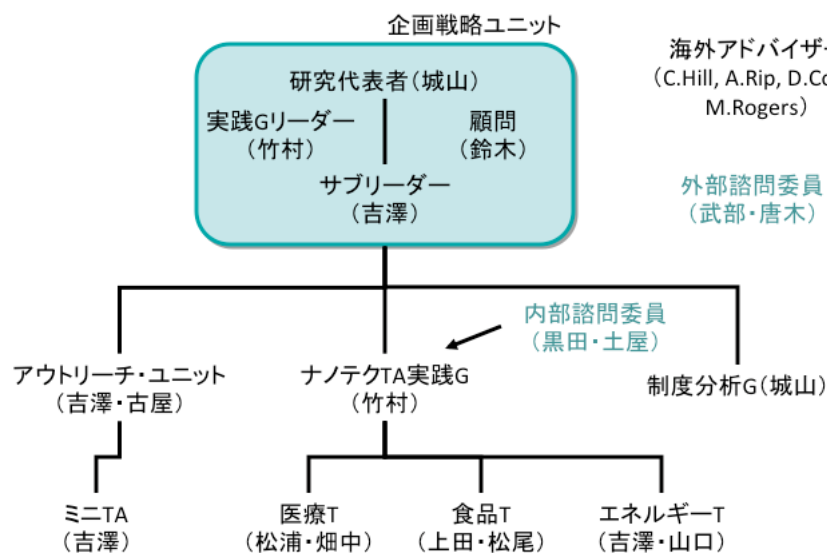 企画戦略ユニット
研究代表者(城山)
実践Gリーダー
(竹村)
顧問
(鈴木)
サブリーダー
(吉澤)
海外アドバイザ
(C.Hill, A.Rip,
M.Rogers)
外部諮問委員
(武部・唐木)
内部諮問委員
(黒田・土屋)
アウトリーチ・ユニット
(吉澤・古屋)
ナノテクTA実践G
(竹村)
制度分析G(城山)
ミニTA
(吉澤)
医療T
(松浦・畑中)
食品T
(上田・松尾)
エネルギーT
(吉澤・山口)